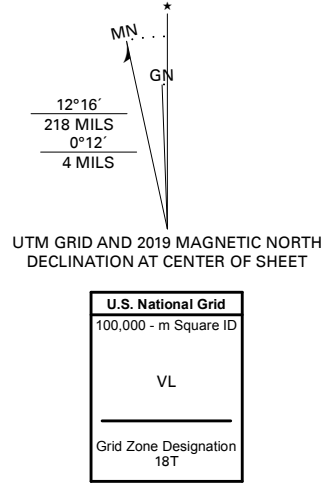 ★
MN
GN
12°16´
218 MILS
0°12´
4 MILS
UTM GRID AND 2019 MAGNETIC NORTH
DECLINATION AT CENTER OF SHEET
U.S. National Grid
100,000 - m Square ID
VL
Grid Zone Designation
18T